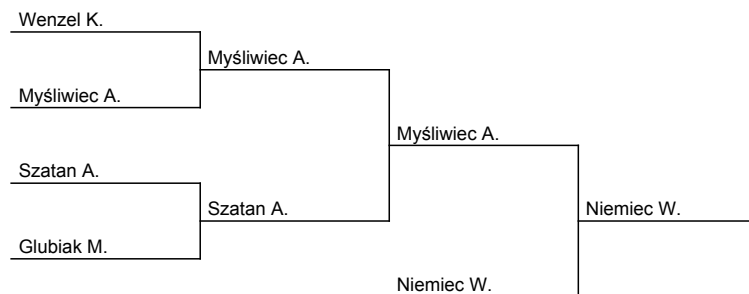 Wenzel K.
Myśliwiec A.
Myśliwiec A.
Myśliwiec A.
Szatan A.
Szatan A.
Niemiec W.
Glubiak M.
Niemiec W.